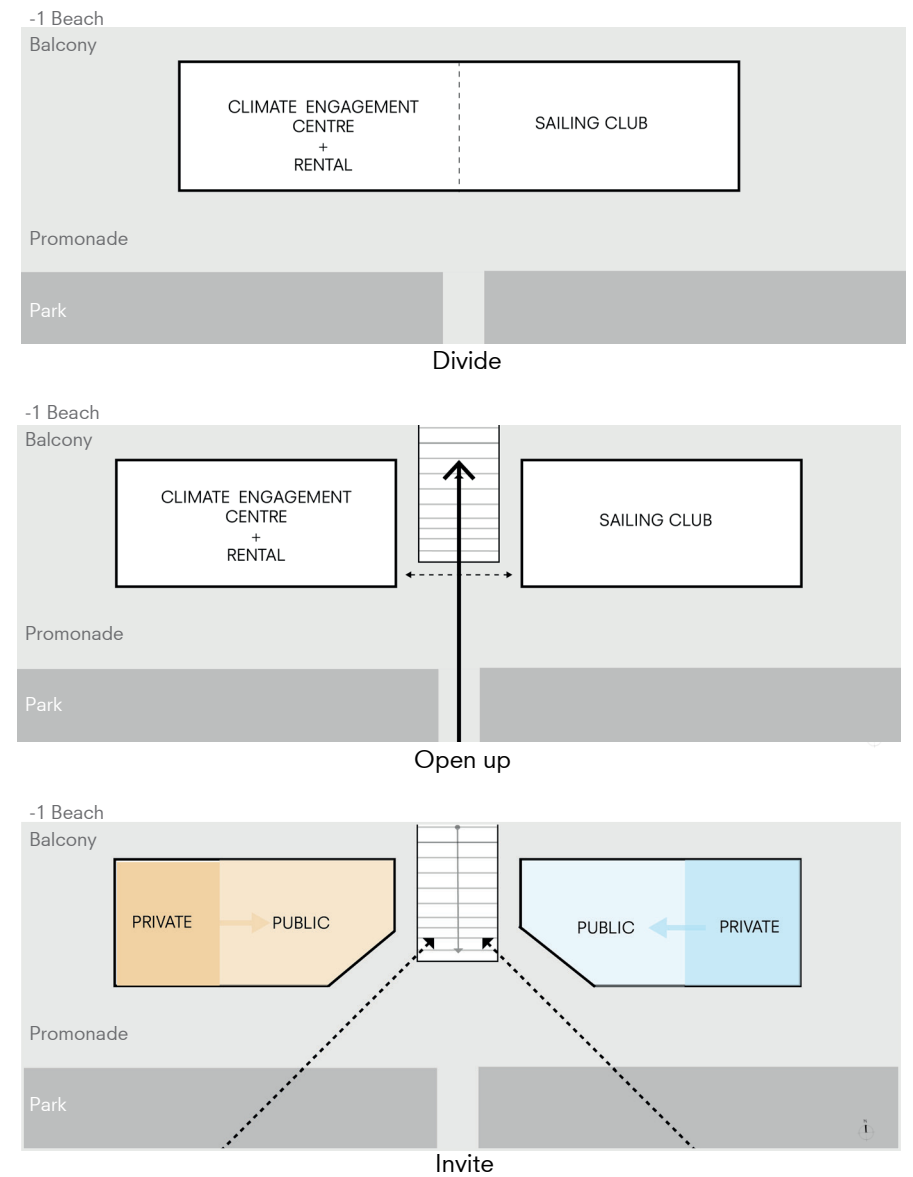 -1 Beach
Balcony
CLIMATE ENGAGEMENT
CENTRE
+
RENTAL
SAILING CLUB
Promonade
Park
Divide
-1 Beach
Balcony
CLIMATE ENGAGEMENT
CENTRE
+
RENTAL
SAILING CLUB
Promonade
Park
Open up
-1 Beach
Balcony
PRIVATE
PUBLIC
PUBLIC
PRIVATE
Promonade
Park
Invite